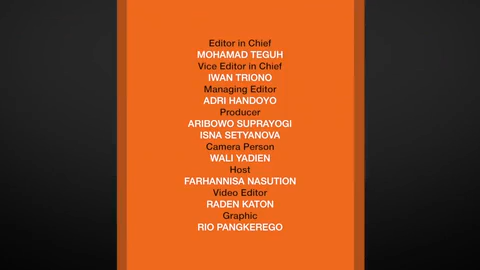 Editor in Chief
MOHAMAD TEGUH
Vice Editor in Chief
IWAN TRIONO
Managing Editor
ADRI HANDOYO
Producer
ARIBOWO SUPRAYOGI
ISNA SETYANOVA
Camera Person
WALI YADIEN
Host
FARHANNISA NASUTION
Video Editor
RADEN KATON
Graphic
RIO PANGKEREGO